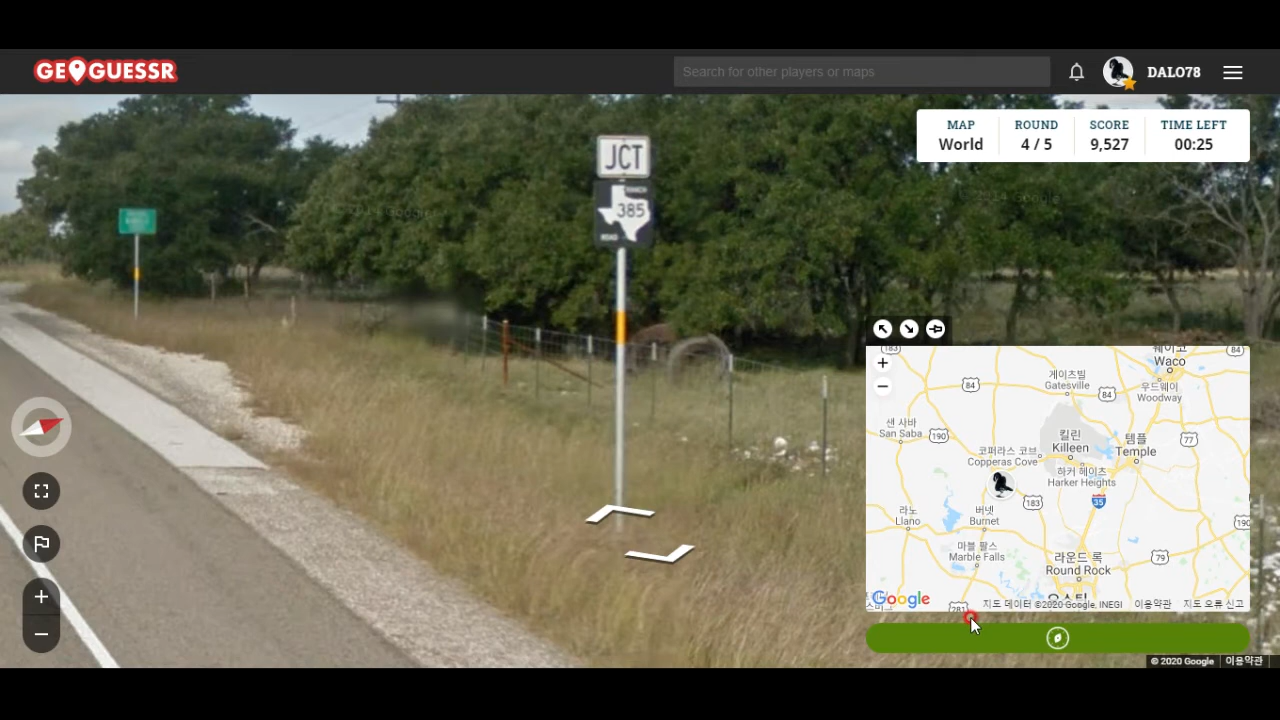 GEOGUESSR
Search for other players or maps
DALO78
MAP
World
ROUND
4 / 5
SCORE
9,527
TIME LEFT
00:25
JCT
RANCH
385
ROAD
183
84
웨이코
Waco
84
게이츠빌
Gatesville
84
우드웨이
Woodway
샌 사바
San Saba
190
킬린
Killeen
템플
Temple
77
코퍼라스 코브
Copperas Cove
하커 헤이츠
Harker Heights
183
35
라노
Llano
버넷
Burnet
190
마블 폴스
Marble Falls
라운드 록
Round Rock
79
오스틴
Google
281
지도 데이터 ©2020 Google, INEGI
이용약관
지도 오류 신고
© 2020 Google
이용약관